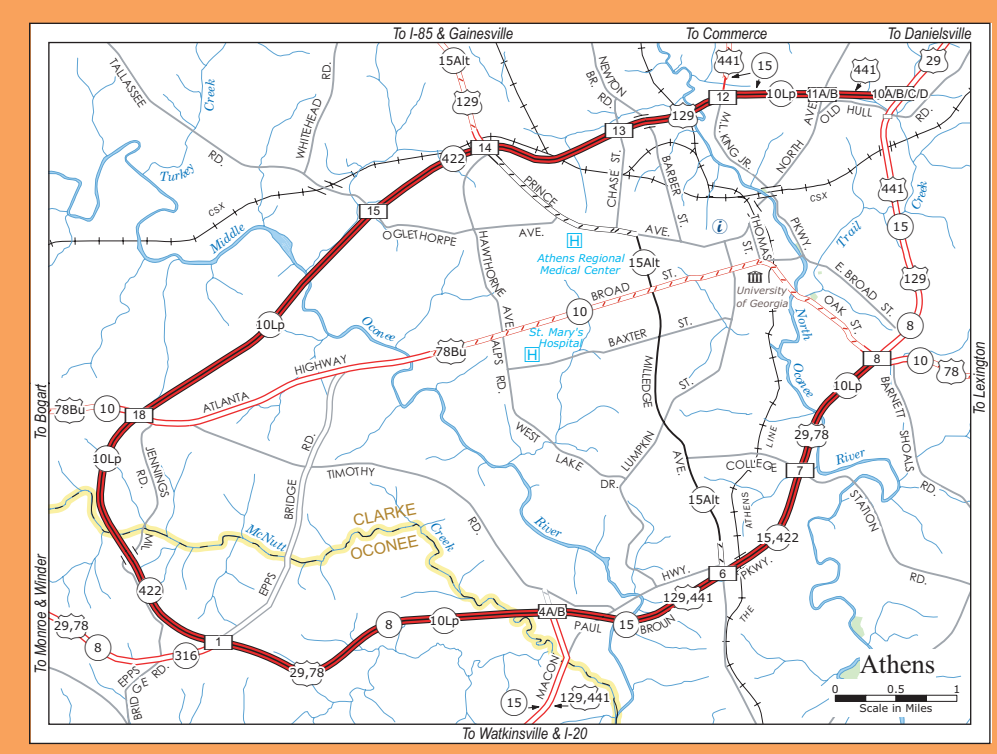 To I-85 & Gainesville
To Commerce
To Danielsville
15Alt
129
NEWTON
BR. RD.
441
15
441
29
TALLASSEE
RD.
Creek
Turkey
WHITEHEAD
RD.
12
10Lp
11A/B
10A/B/C/D
OLD HULL
RD.
129
13
14
422
M.L. KING JR.
NORTH
AVE.
PKWY.
CSX
CSX
PRINCE
AVE.
CHASE ST.
BARBER
ST.
441
Creek
Trail
15
15
Middle
OGLETHORPE
AVE.
HAWTHORNE
AVE.
H
Athens Regional
Medical Center
15Alt
i
THOMAS
ST.
University
of Georgia
E. BROAD ST.
129
10
BROAD
ST.
OAK
ST.
8
10Lp
Oconee
St. Mary's
Hospital
H
BAXTER
ST.
North
Oconee
River
8
10
78
78Bu
ALPS
RD.
MILLEDGE
AVE.
ST.
LUMPKIN
10Lp
BARNETT
SHOALS
RD.
To Bogart
To Lexington
78Bu
10
18
ATLANTA
HIGHWAY
29,78
10Lp
JENNINGS
MIL
RD.
WEST
LAKE
DR.
LINE
ATHENS
THE
COLLEGE
7
STATION
RD.
TIMOTHY
RD.
BRIDGE
RD.
EPPS
CLARKE
OCONEE
McNutt
Creek
River
15Alt
15,422
HWY.
6
PKWY.
129,441
To Monroe & Winder
29,78
8
422
1
316
EPPS
BRIDGE RD.
8
10Lp
4A/B
PAUL
15
BROUN
29,78
MACON
15
129,441
Athens
0 0.5 1
Scale in Miles
To Watkinsville & I-20